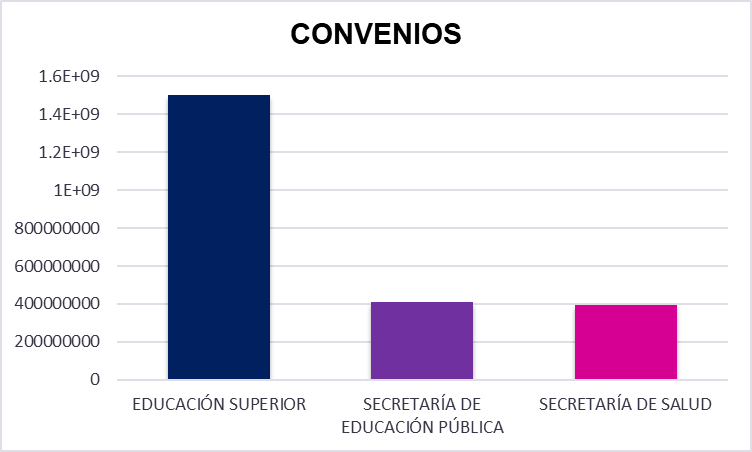 CONVENIOS
1.6E+09
1.4E+09
1.2E+09
1E+09
800000000
600000000
400000000
200000000
0
EDUCACIÓN SUPERIOR
SECRETARÍA DE
EDUCACIÓN PÚBLICA
SECRETARÍA DE SALUD